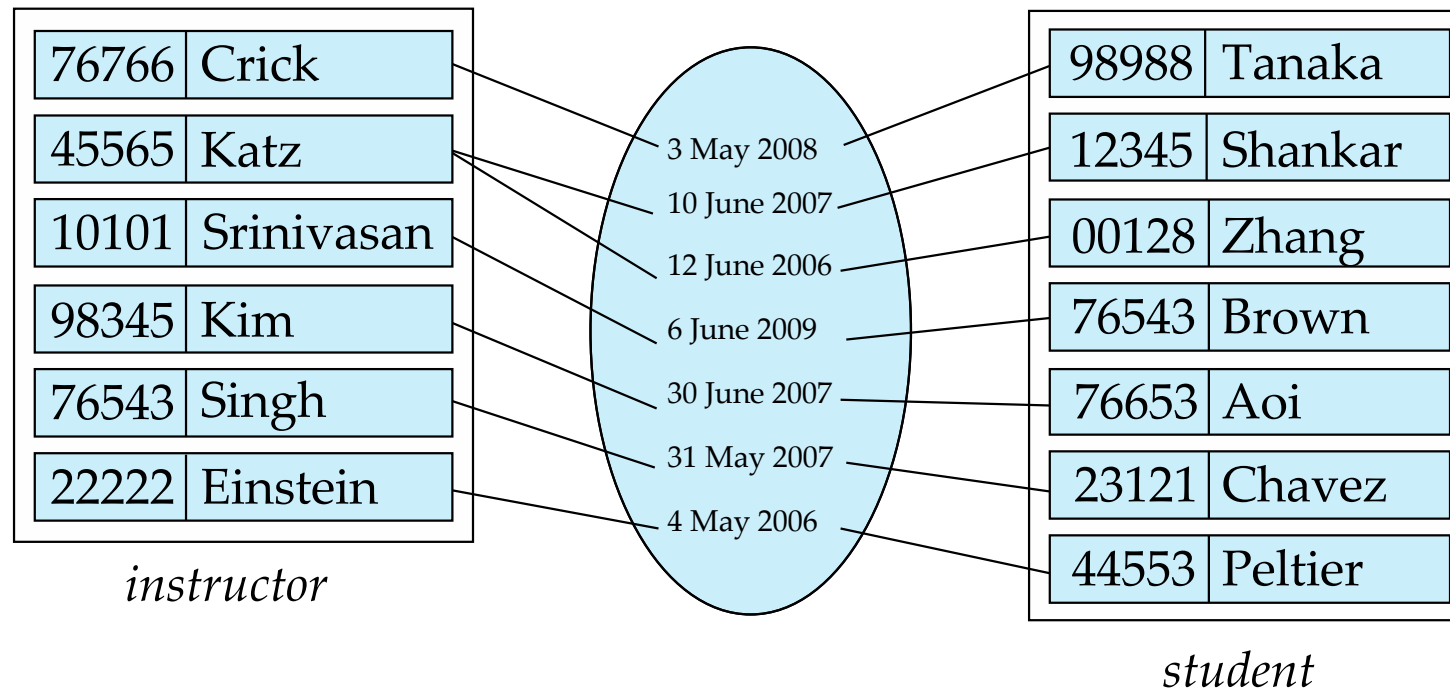 76766 Crick
45565 Katz
10101 Srinivasan
98345 Kim
76543 Singh
22222 Einstein
instructor
3 May 2008
10 June 2007
12 June 2006
6 June 2009
30 June 2007
31 May 2007
4 May 2006
98988 Tanaka
12345 Shankar
00128 Zhang
76543 Brown
76653 Aoi
23121 Chavez
44553 Peltier
student